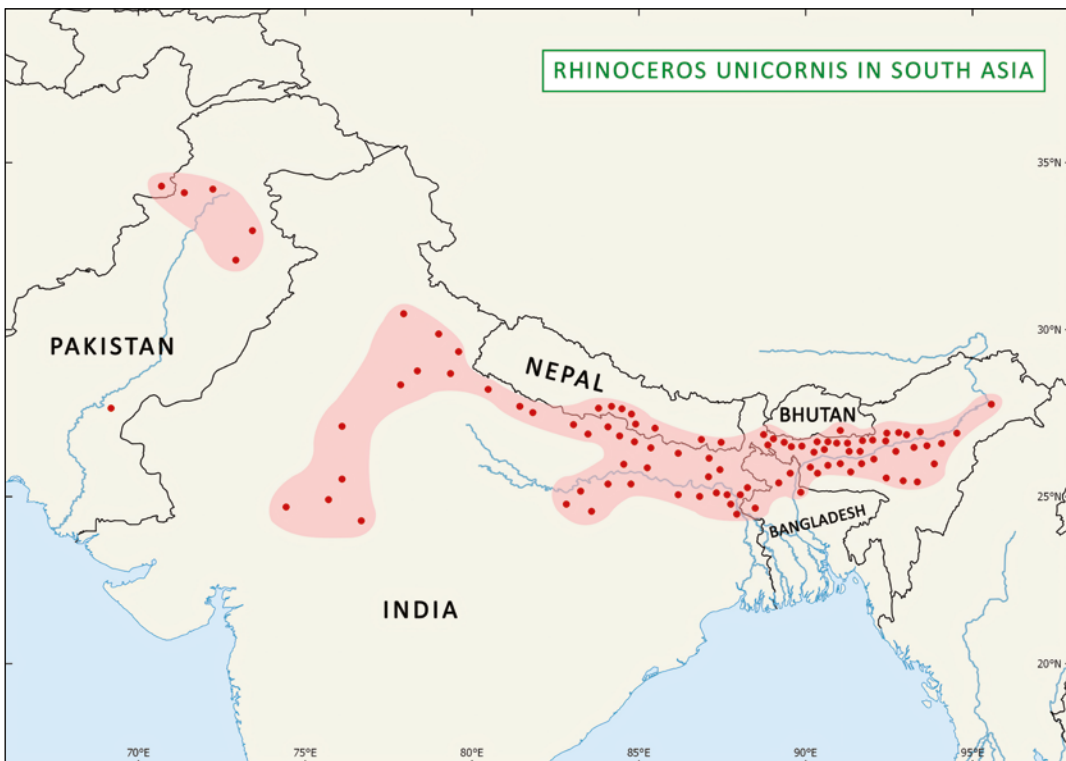 RHINOCEROS UNICORNIS IN SOUTH ASIA
35°N
PAKISTAN
30°N
NEPAL
BHUTAN
25°N
BANGLADESH
INDIA
20°N
70°E
75°E
80°E
85°E
90°E
95°E